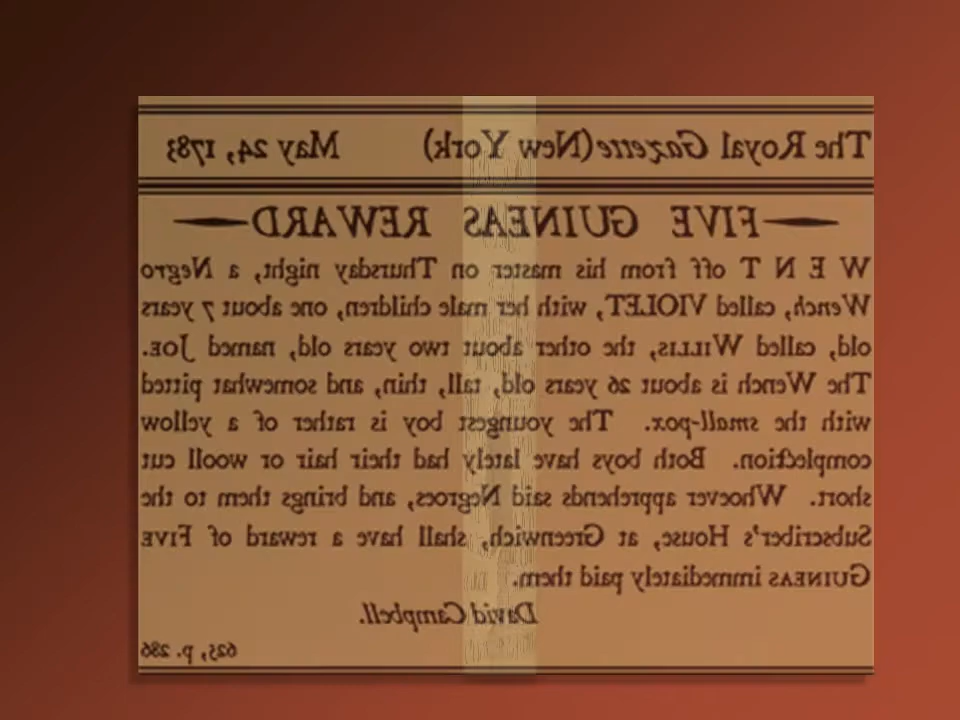 The Royal Gazette (New York) May 24, 1783
FIVE GUINEAS REWARD
W E N T off from his master on Thursday night, a Negro
Wench, called VIOLET, with her male children, one about 7 years
old, called WILLIS, the other about two years old, named JOE.
The Wench is about 26 years old, tall, thin, and somewhat pitted
with the small-pox. The youngest boy is rather of a yellow
complection. Both boys have lately had their hair or wooll cut
short. Whoever apprehends said Negroes, and brings them to the
Subscriber's House, at Greenwich, shall have a reward of FIVE
GUINEAS immediately paid them.
David Campbell.
625, p. 286